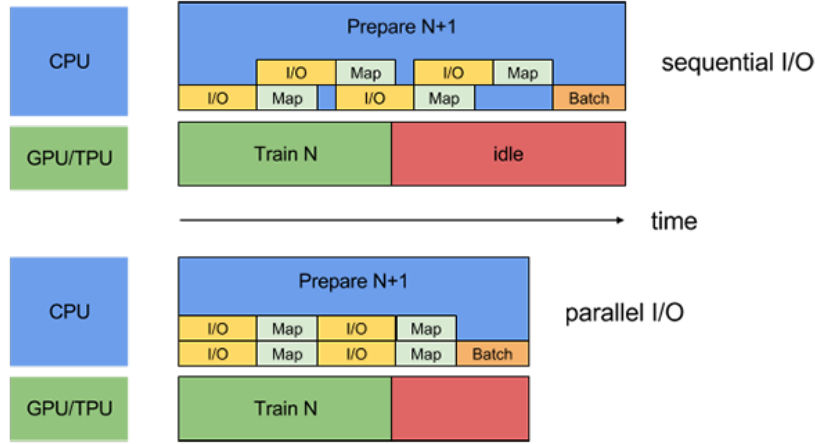 Prepare N+1
CPU
I/O Map I/O Map
sequential I/O
I/O Map I/O Map Batch
GPU/TPU
Train N
idle
time
Prepare N+1
CPU
parallel I/O
I/O Map I/O Map
I/O Map I/O Map Batch
GPU/TPU
Train N